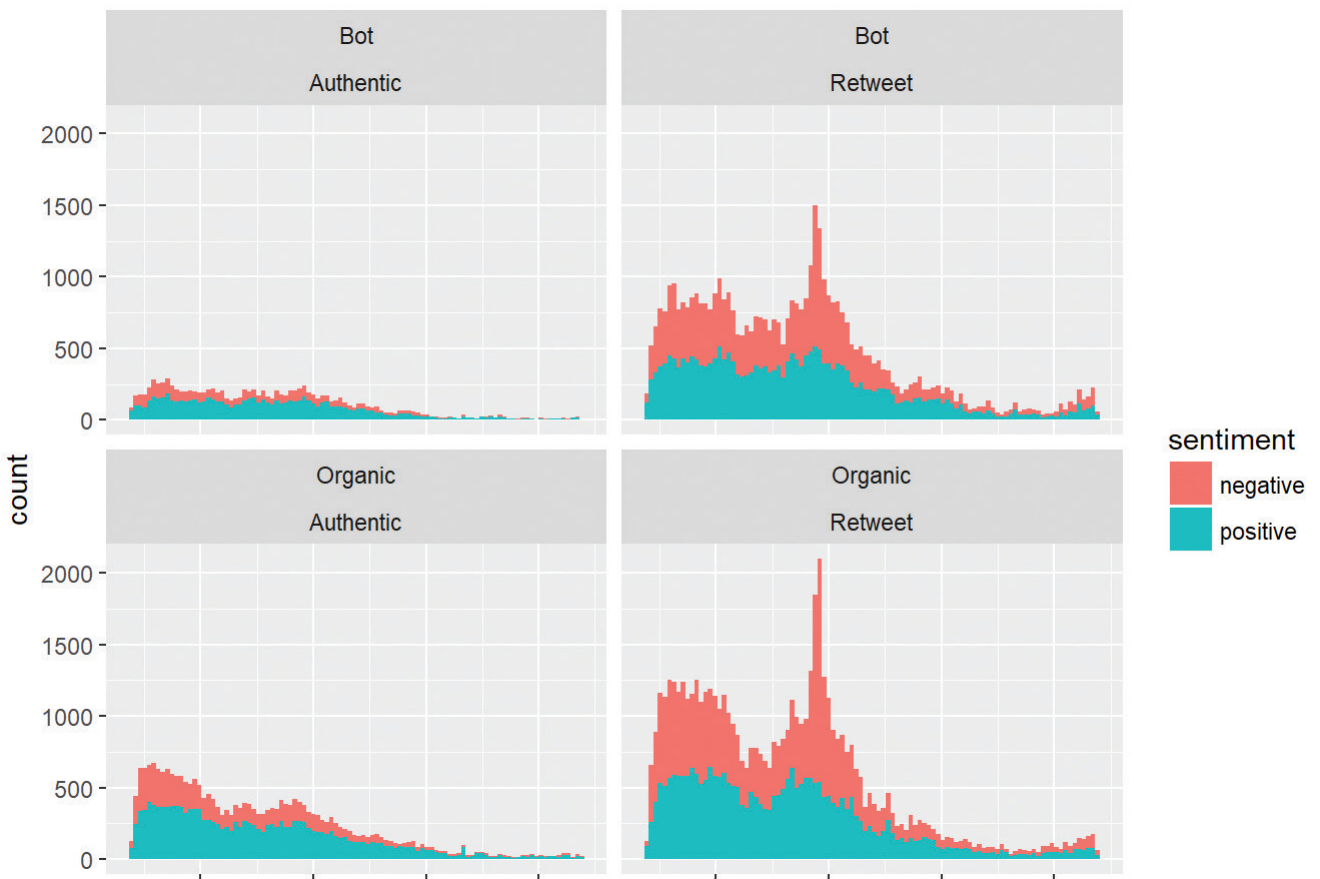 Bot
Authentic
Bot
Retweet
2000
1500
1000
500
0
Organic
Authentic
Organic
Retweet
2000
1500
1000
500
0
count
sentiment
negative
positive